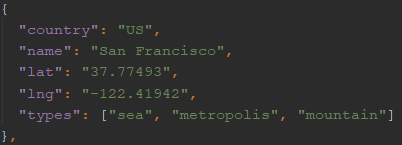 {
"country": "US",
"name": "San Francisco",
"lat": "37.77493",
"lng": "-122.41942",
"types": ["sea", "metropolis", "mountain"]
},